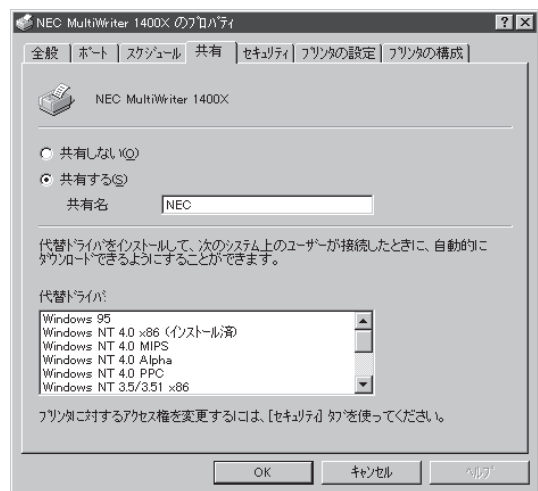 NEC MultiWriter 1400X のﾌﾟﾛﾊﾟﾃｨ
全般 ﾎﾟｰﾄ ｽｹｼﾞｭｰﾙ 共有 ｾｷｭﾘﾃｨ ﾌﾟﾘﾝﾀの設定 ﾌﾟﾘﾝﾀの構成
NEC MultiWriter 1400X
共有しない(O)
共有する(S)
共有名 NEC
代替ﾄﾞﾗｲﾊﾞをｲﾝｽﾄｰﾙして、次のｼｽﾃﾑ上のﾕｰｻﾞｰが接続したときに、自動的に
ﾀﾞｳﾝﾛｰﾄﾞできるようにすることができます。
代替ﾄﾞﾗｲﾊﾞ:
Windows 95
Windows NT 4.0 x86 (ｲﾝｽﾄｰﾙ済)
Windows NT 4.0 MIPS
Windows NT 4.0 Alpha
Windows NT 4.0 PPC
Windows NT 3.5/3.51 x86
ﾌﾟﾘﾝﾀに対するｱｸｾｽ権を変更するには、[ｾｷｭﾘﾃｨ] ﾀﾌﾞを使ってください。
OK ｷｬﾝｾﾙ ﾍﾙﾌﾟ